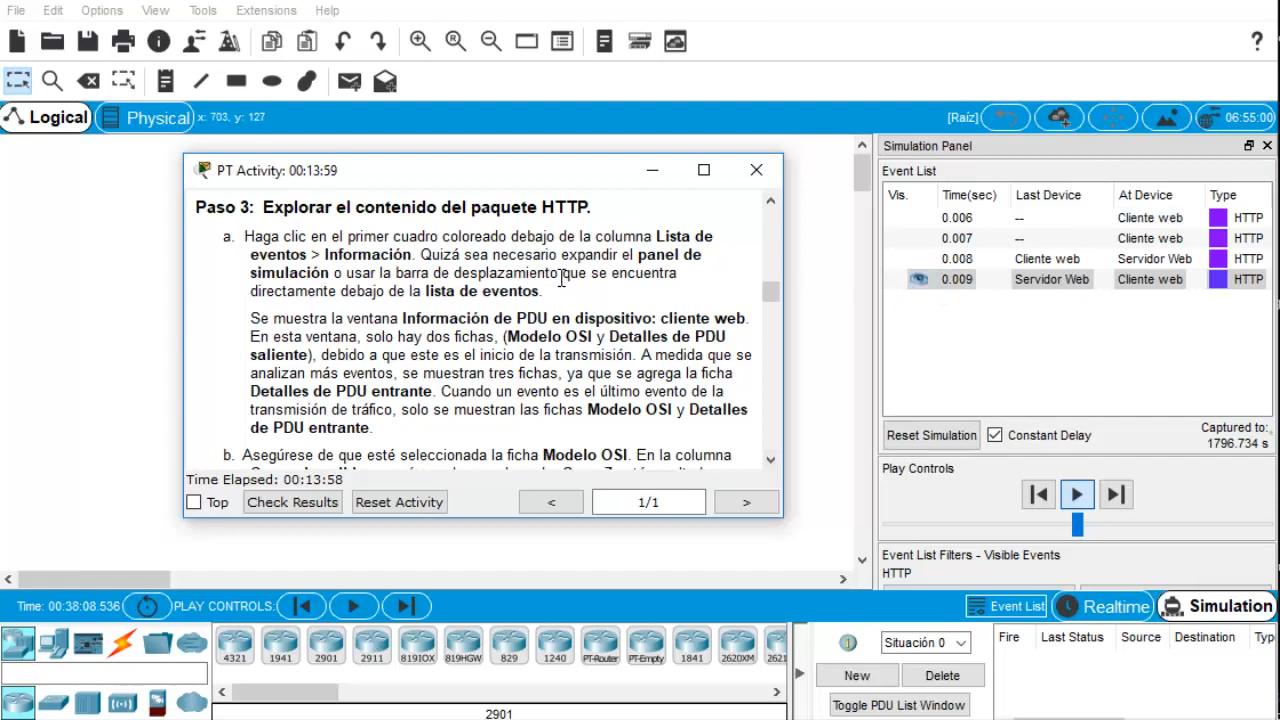 File Edit Options View Tools Extensions Help
?
Logical Physical x: 703, y: 127 [Raíz] 06:55:00
PT Activity: 00:13:59
Paso 3: Explorar el contenido del paquete HTTP.
a. Haga clic en el primer cuadro coloreado debajo de la columna Lista de
eventos > Información. Quizá sea necesario expandir el panel de
simulación o usar la barra de desplazamiento que se encuentra
directamente debajo de la lista de eventos.
Se muestra la ventana Información de PDU en dispositivo: cliente web.
En esta ventana, solo hay dos fichas, (Modelo OSI y Detalles de PDU
saliente), debido a que este es el inicio de la transmisión. A medida que se
analizan más eventos, se muestran tres fichas, ya que se agrega la ficha
Detalles de PDU entrante. Cuando un evento es el último evento de la
transmisión de tráfico, solo se muestran las fichas Modelo OSI y Detalles
de PDU entrante.
b. Asegúrese de que esté seleccionada la ficha Modelo OSI. En la columna
Time Elapsed: 00:13:58
Top Check Results Reset Activity < 1/1 >
Simulation Panel
Event List
Vis. Time(sec) Last Device At Device Type
0.006 -- Cliente web HTTP
0.007 -- Cliente web HTTP
0.008 Cliente web Servidor Web HTTP
0.009 Servidor Web Cliente web HTTP
Reset Simulation Constant Delay Captured to:
1796.734 s
Play Controls
Event List Filters - Visible Events
HTTP
Time: 00:38:08.536 PLAY CONTROLS: Event List Realtime Simulation
4321 1941 2901 2911 819IOX 819HGW 829 1240 PT-Router PT-Empty 1841 2620XM 2621
2901
Situación 0
New Delete
Toggle PDU List Window
Fire Last Status Source Destination Typ